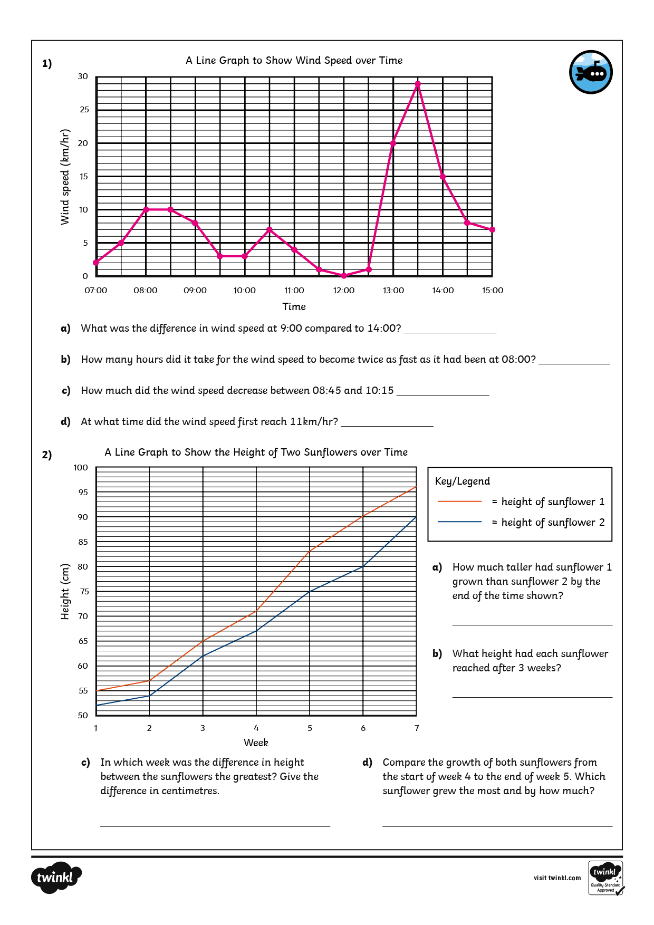 1)
A Line Graph to Show Wind Speed over Time
Wind speed (km/hr)
30
25
20
15
10
5
0
07:00 08:00 09:00 10:00 11:00 12:00 13:00 14:00 15:00
Time
a) What was the difference in wind speed at 9:00 compared to 14:00? ____________
b) How many hours did it take for the wind speed to become twice as fast as it had been at 08:00? ____________
c) How much did the wind speed decrease between 08:45 and 10:15 ____________
d) At what time did the wind speed first reach 11km/hr? ____________
2)
A Line Graph to Show the Height of Two Sunflowers over Time
Height (cm)
100
95
90
85
80
75
70
65
60
55
50
1 2 3 4 5 6 7
Week
Key/Legend
= height of sunflower 1
= height of sunflower 2
a) How much taller had sunflower 1
grown than sunflower 2 by the
end of the time shown?
b) What height had each sunflower
reached after 3 weeks?
c) In which week was the difference in height
between the sunflowers the greatest? Give the
difference in centimetres.
d) Compare the growth of both sunflowers from
the start of week 4 to the end of week 5. Which
sunflower grew the most and by how much?
twinkl
visit twinkl.com
twinkl
Quality Standard
Approved